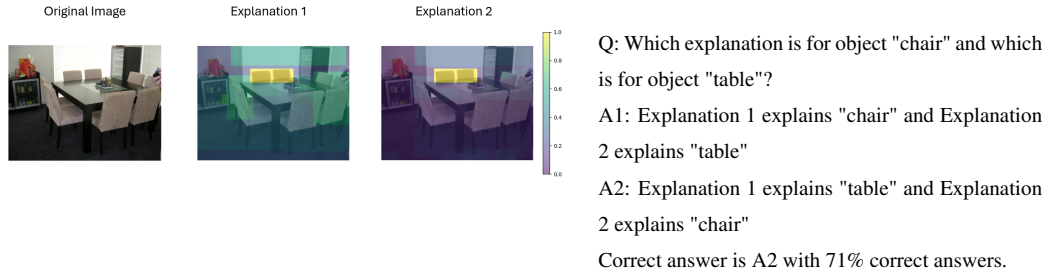 Original Image
Explanation 1
Explanation 2
1.0
0.8
0.6
0.4
0.2
0.0
Q: Which explanation is for object "chair" and which
is for object "table"?
A1: Explanation 1 explains "chair" and Explanation
2 explains "table"
A2: Explanation 1 explains "table" and Explanation
2 explains "chair"
Correct answer is A2 with 71% correct answers.